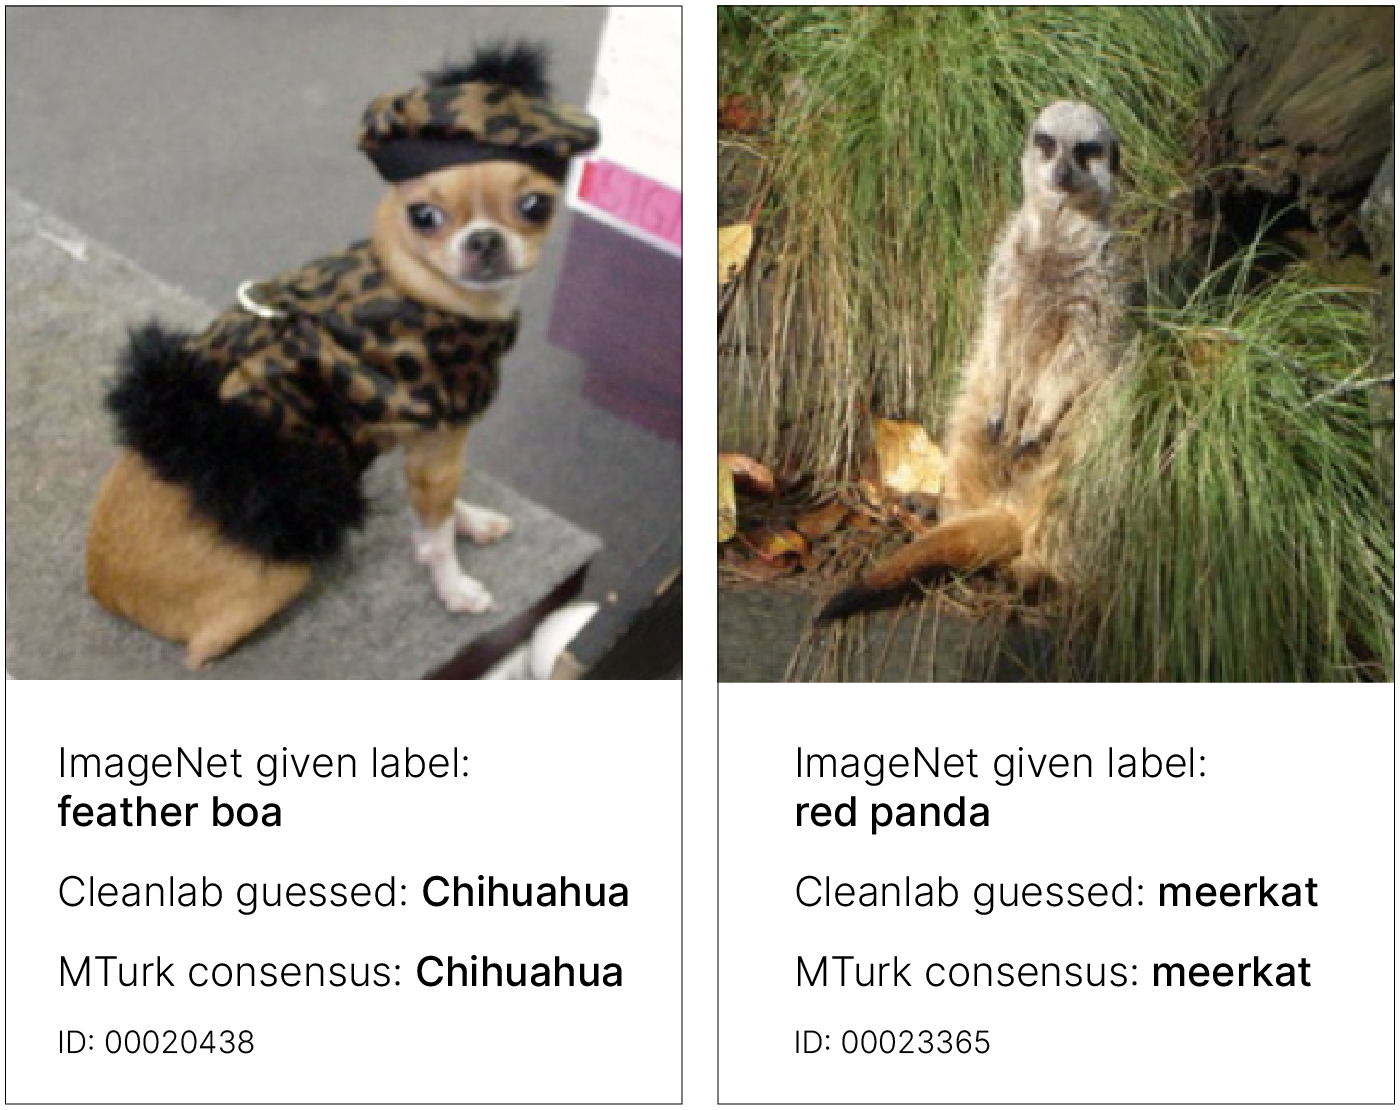 ImageNet given label:
feather boa
Cleanlab guessed: Chihuahua
MTurk consensus: Chihuahua
ID: 00020438
ImageNet given label:
red panda
Cleanlab guessed: meerkat
MTurk consensus: meerkat
ID: 00023365